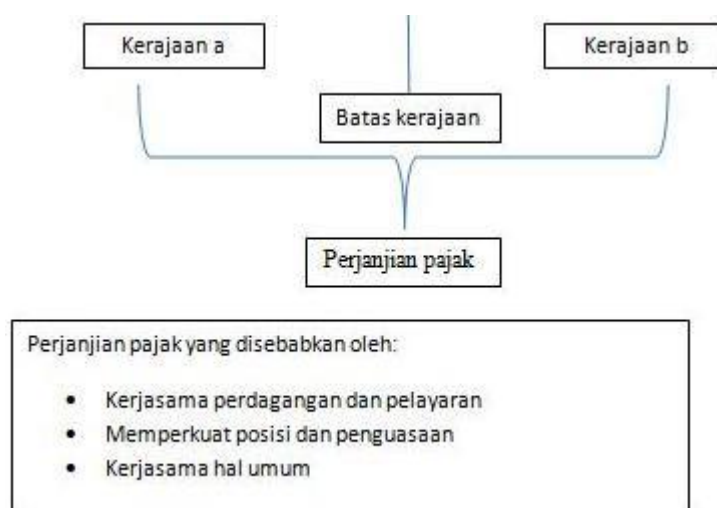 Kerajaan a
Kerajaan b
Batas kerajaan
Perjanjian pajak
Perjanjian pajak yang disebabkan oleh:
• Kerjasama perdagangan dan pelayaran
• Memperkuat posisi dan penguasaan
• Kerjasama hal umum